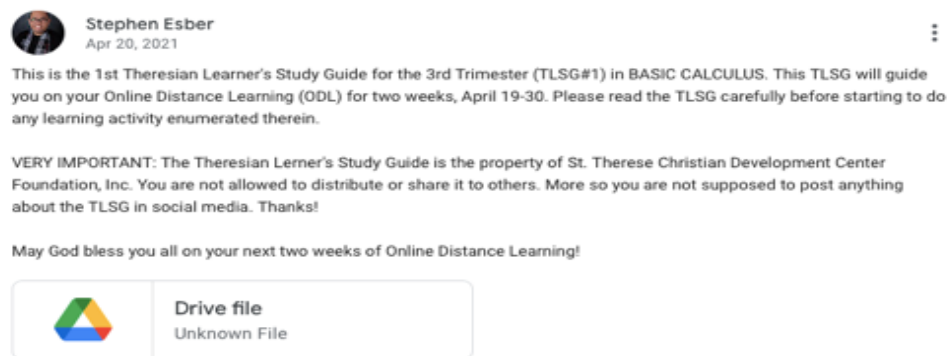 Stephen Esber
Apr 20, 2021
This is the 1st Theresian Learner's Study Guide for the 3rd Trimester (TLSG#1) in BASIC CALCULUS. This TLSG will guide
you on your Online Distance Learning (ODL) for two weeks, April 19-30. Please read the TLSG carefully before starting to do
any learning activity enumerated therein.
VERY IMPORTANT: The Theresian Lerner's Study Guide is the property of St. Therese Christian Development Center
Foundation, Inc. You are not allowed to distribute or share it to others. More so you are not supposed to post anything
about the TLSG in social media. Thanks!
May God bless you all on your next two weeks of Online Distance Learning!
Drive file
Unknown File